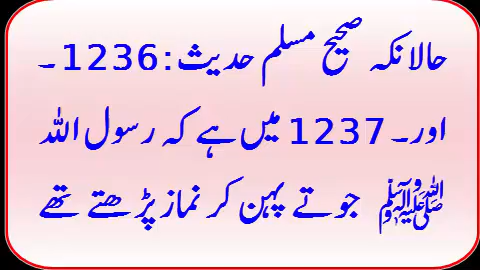 حالانکہ صحیح مسلم حدیث:1236۔
اور۔1237 میں ہے کہ رسول اللہ
ﷺ جوتے پہن کر نماز پڑھتے تھے